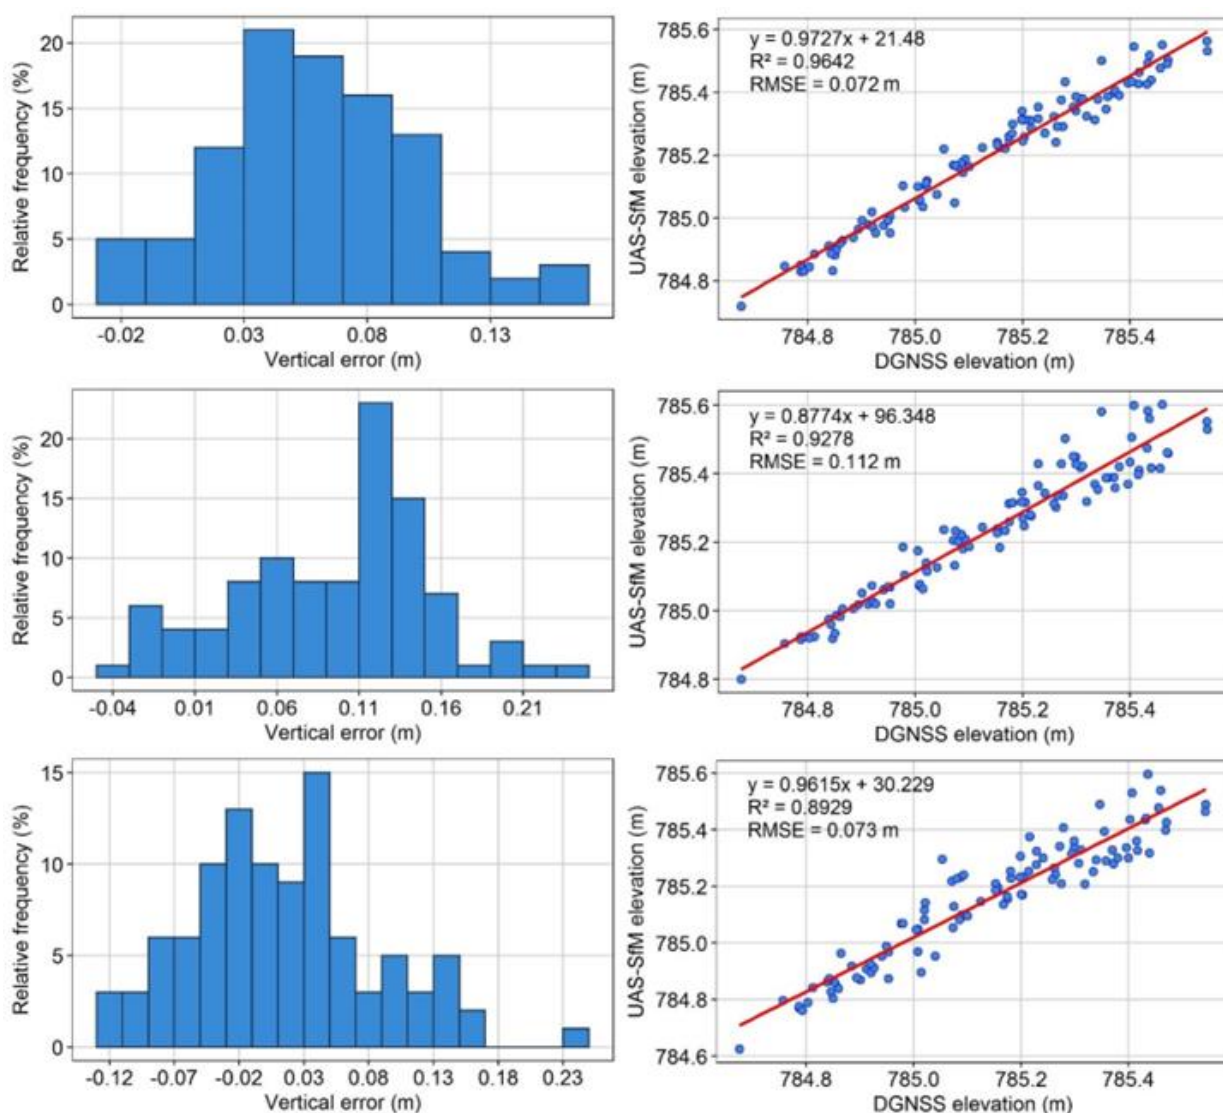 Relative frequency (%)
20
15
10
5
0
-0.02 0.03 0.08 0.13
Vertical error (m)
UAS-SfM elevation (m)
y = 0.9727x + 21.48
R² = 0.9642
RMSE = 0.072 m
785.6
785.4
785.2
785.0
784.8
784.8 785.0 785.2 785.4
DGNSS elevation (m)
Relative frequency (%)
20
15
10
5
0
-0.04 0.01 0.06 0.11 0.16 0.21
Vertical error (m)
UAS-SfM elevation (m)
y = 0.8774x + 96.348
R² = 0.9278
RMSE = 0.112 m
785.6
785.4
785.2
785.0
784.8
784.8 785.0 785.2 785.4
DGNSS elevation (m)
Relative frequency (%)
15
10
5
0
-0.12 -0.07 -0.02 0.03 0.13 0.18 0.23
Vertical error (m)
UAS-SfM elevation (m)
y = 0.9615x + 30.229
R² = 0.8929
RMSE = 0.073 m
785.6
785.4
785.2
785.0
784.8
784.6
784.8 785.0 785.2 785.4
DGNSS elevation (m)